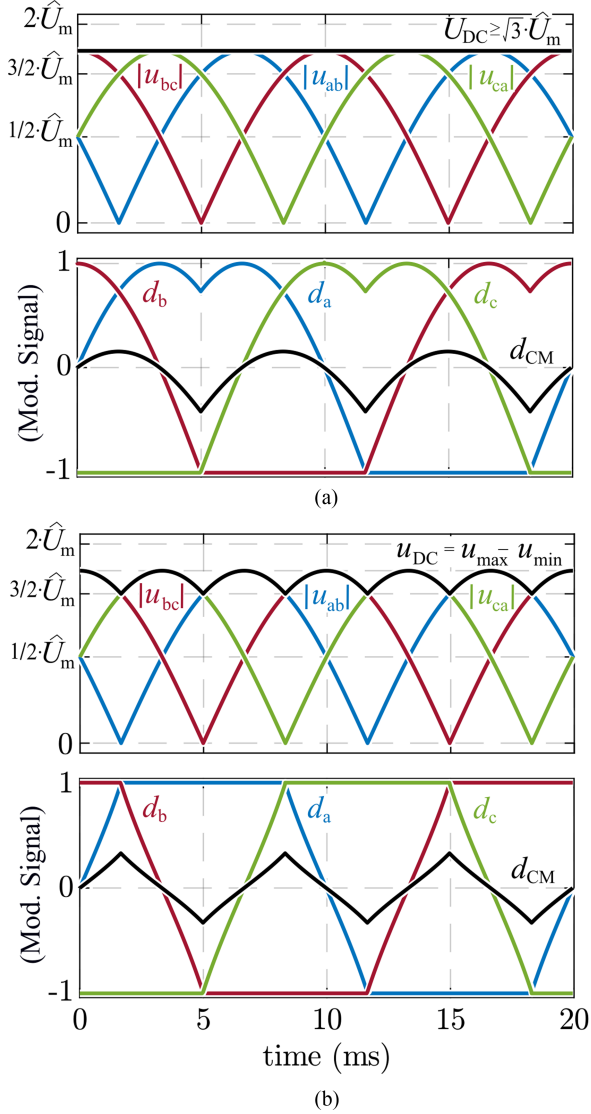 2·Û_m
U_DC ≥ √3·Û_m
3/2·Û_m
|u_bc| |u_ab| |u_ca|
1/2·Û_m
0
(Mod. Signal)
1
d_b d_a d_c
0
d_CM
-1
(a)
2·Û_m
u_DC = u_max - u_min
3/2·Û_m
|u_bc| |u_ab| |u_ca|
1/2·Û_m
0
(Mod. Signal)
1
d_b d_a d_c
0
d_CM
-1
0 5 10 15 20
time (ms)
(b)